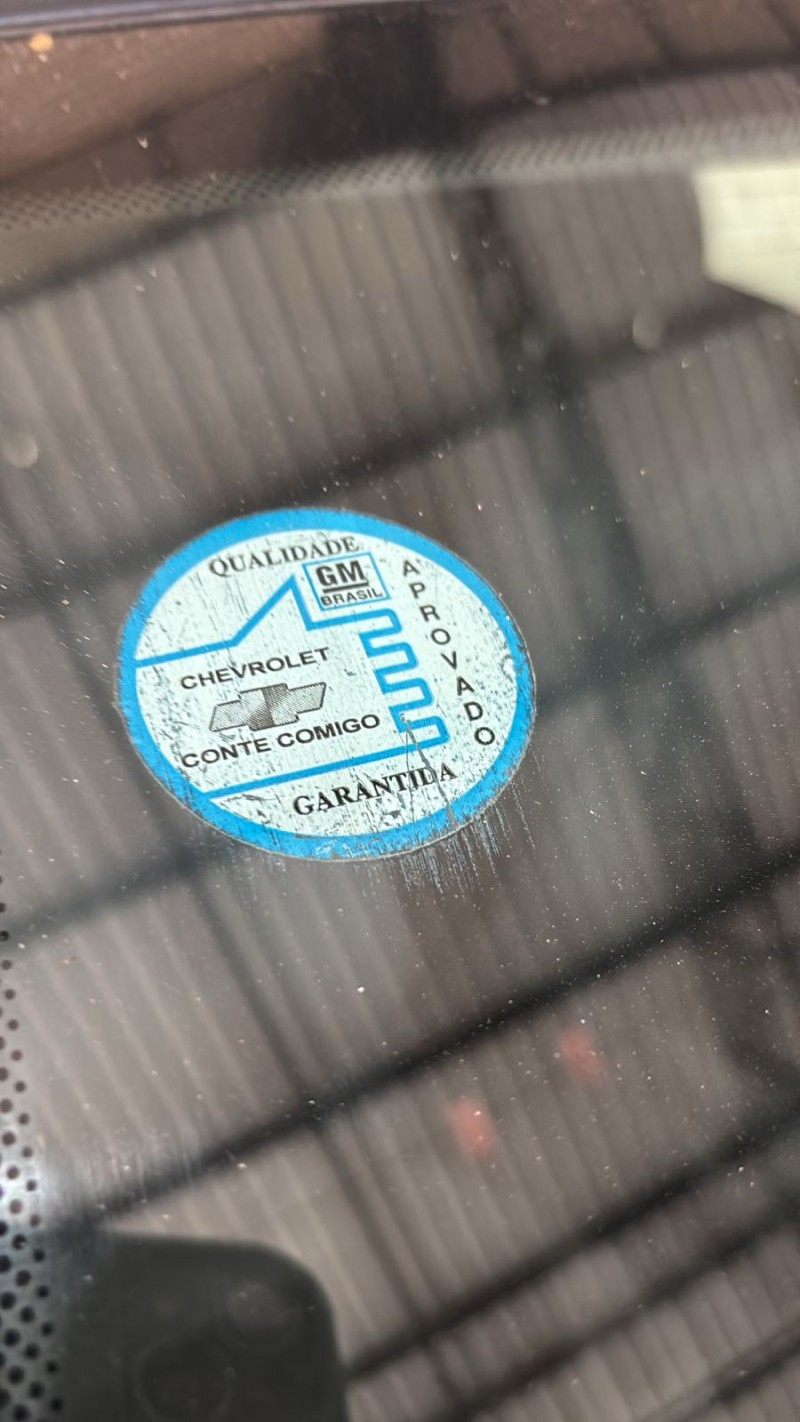 QUALIDADE
GM
BRASIL
APROVADO
CHEVROLET
CONTE COMIGO
GARANTIDA